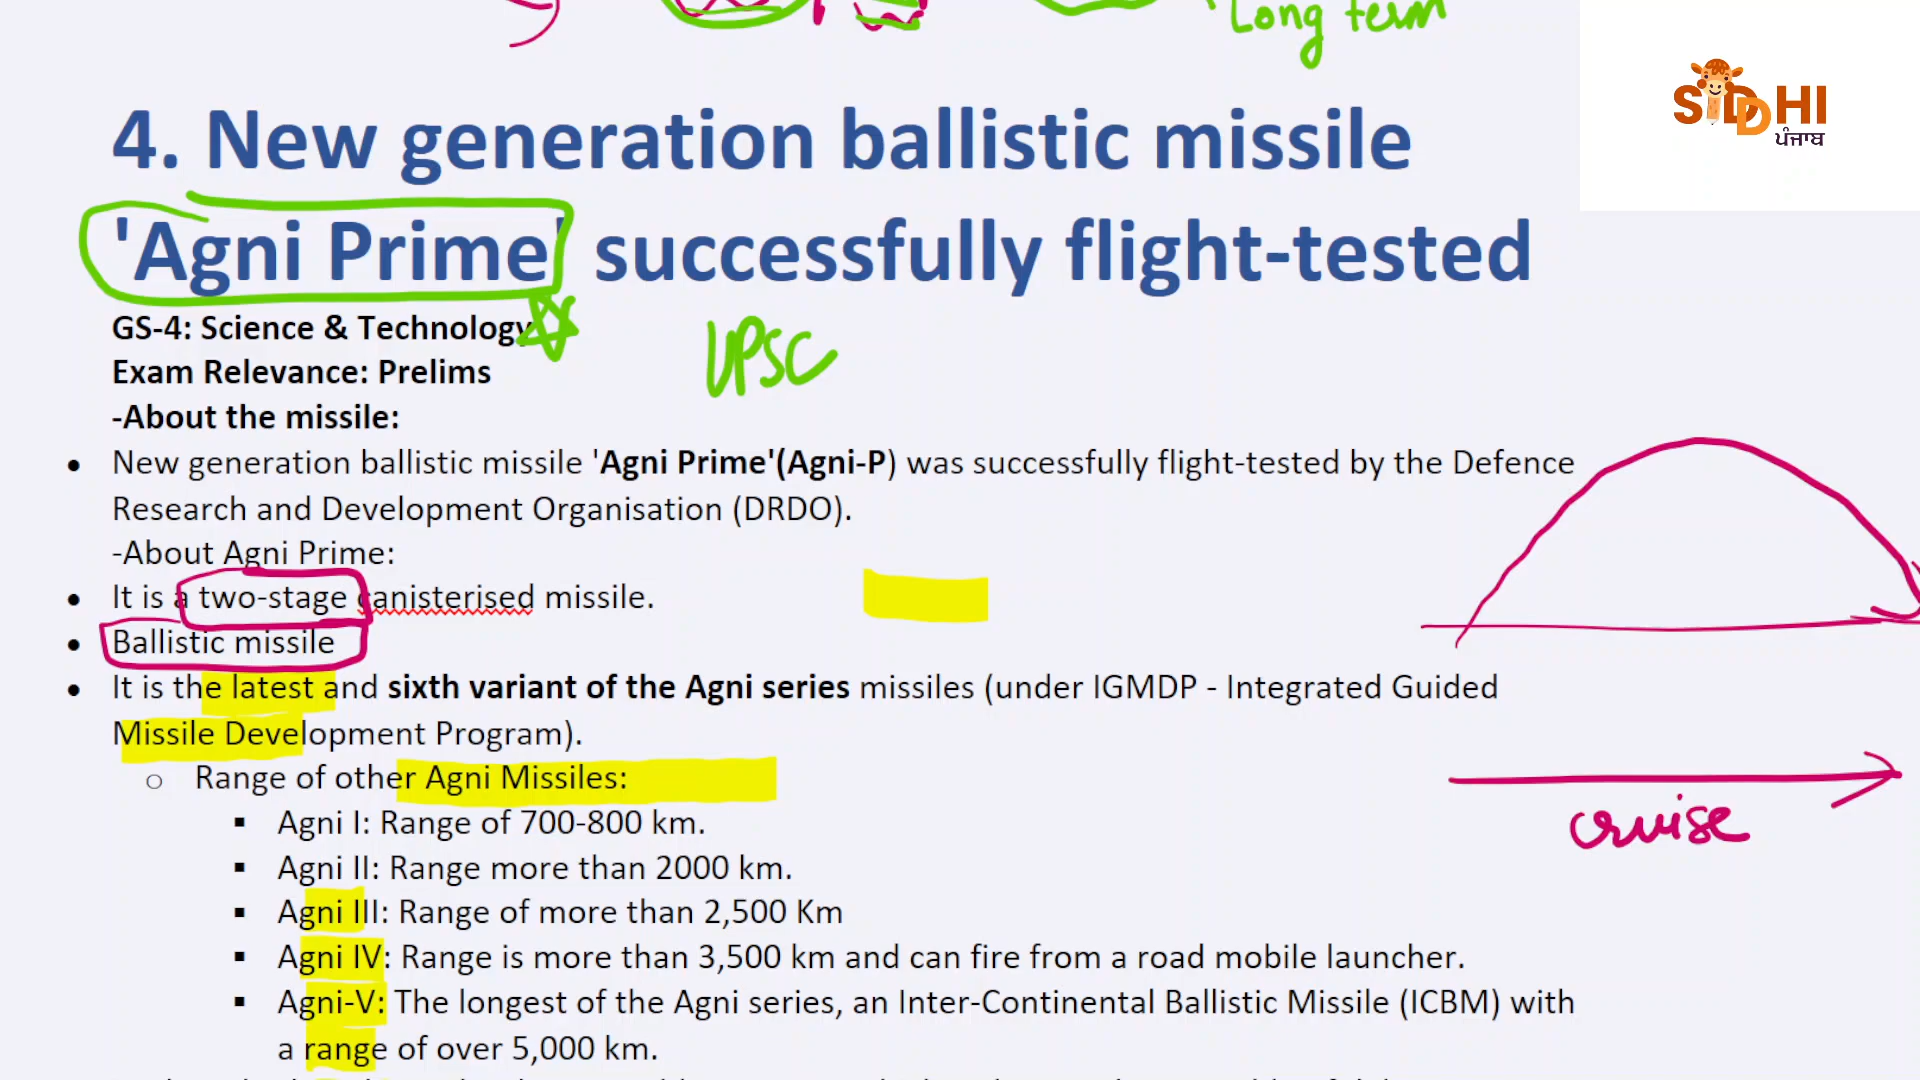 Long term
SIDDHI
ਪੰਜਾਬ
4. New generation ballistic missile
'Agni Prime' successfully flight-tested
GS-4: Science & Technology
UPSC
Exam Relevance: Prelims
-About the missile:
• New generation ballistic missile 'Agni Prime'(Agni-P) was successfully flight-tested by the Defence
Research and Development Organisation (DRDO).
-About Agni Prime:
• It is a two-stage canisterised missile.
• Ballistic missile
• It is the latest and sixth variant of the Agni series missiles (under IGMDP - Integrated Guided
Missile Development Program).
o Range of other Agni Missiles:
▪ Agni I: Range of 700-800 km.
cruise
▪ Agni II: Range more than 2000 km.
▪ Agni III: Range of more than 2,500 Km
▪ Agni IV: Range is more than 3,500 km and can fire from a road mobile launcher.
▪ Agni-V: The longest of the Agni series, an Inter-Continental Ballistic Missile (ICBM) with
a range of over 5,000 km.